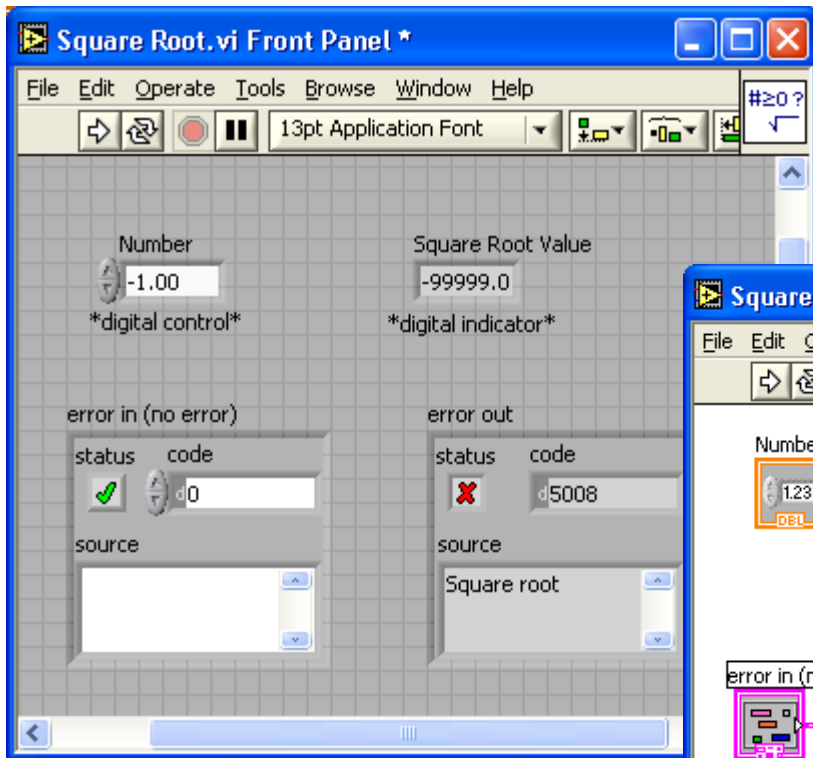 Square Root.vi Front Panel *
File Edit Operate Tools Browse Window Help
#≥0 ?
√
13pt Application Font
Number
Square Root Value
-1.00
-99999.0
*digital control*
*digital indicator*
error in (no error)
error out
status code
status code
d0
d5008
source
source
Square root
Square
File Edit
Numbe
1.23
DBL
error in (n